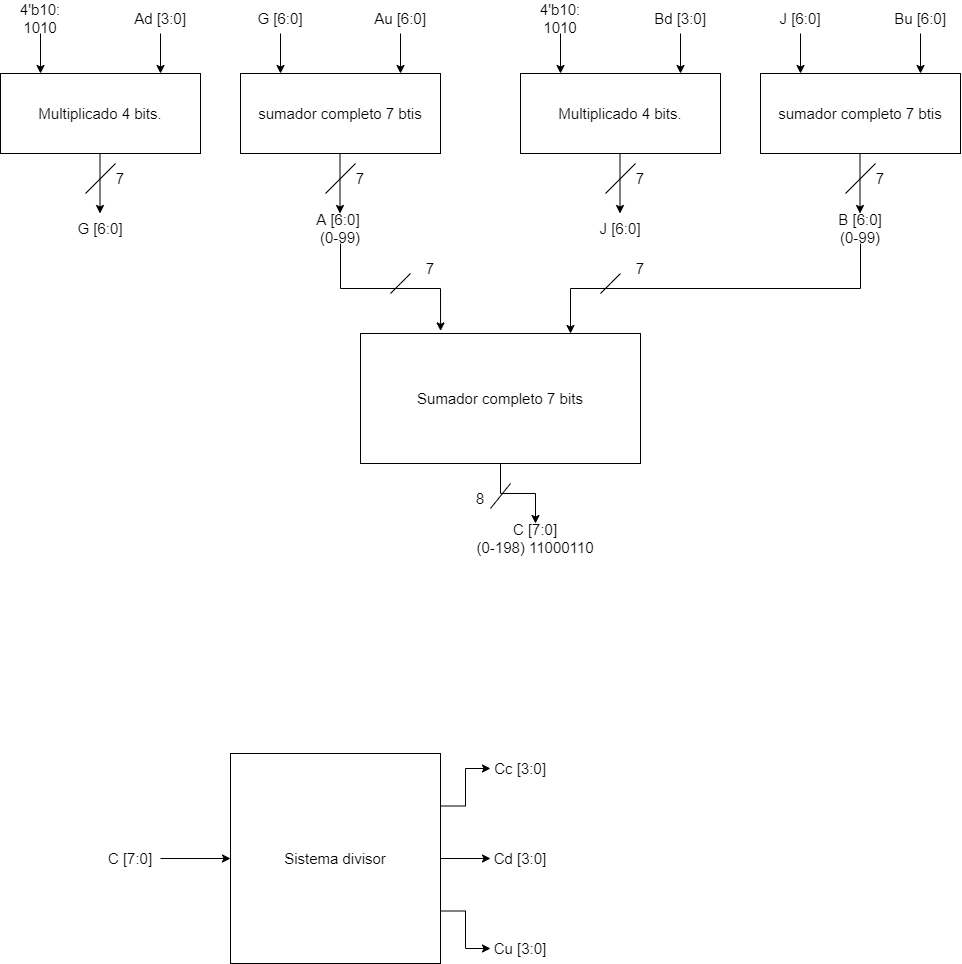 4'b10:
1010
Ad [3:0]
G [6:0]
Au [6:0]
4'b10:
1010
Bd [3:0]
J [6:0]
Bu [6:0]
Multiplicado 4 bits.
sumador completo 7 btis
Multiplicado 4 bits.
sumador completo 7 btis
7
7
7
7
G [6:0]
A [6:0]
(0-99)
J [6:0]
B [6:0]
(0-99)
7
7
Sumador completo 7 bits
8
C [7:0]
(0-198) 11000110
Cc [3:0]
C [7:0]
Sistema divisor
Cd [3:0]
Cu [3:0]